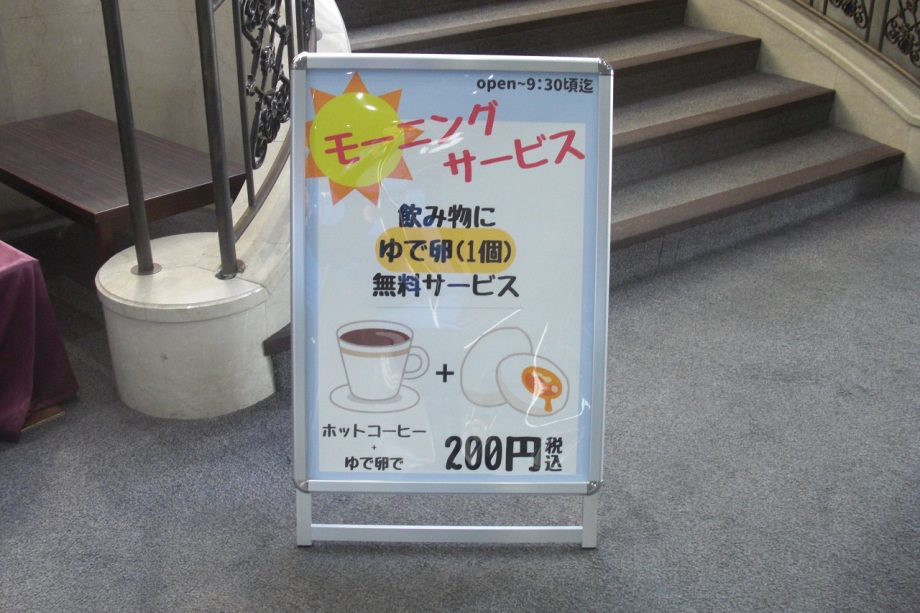 open~9:30頃迄
モーニング
サービス
飲み物に
ゆで卵(1個)
無料サービス
+
ホットコーヒー
+
ゆで卵で
200円税込